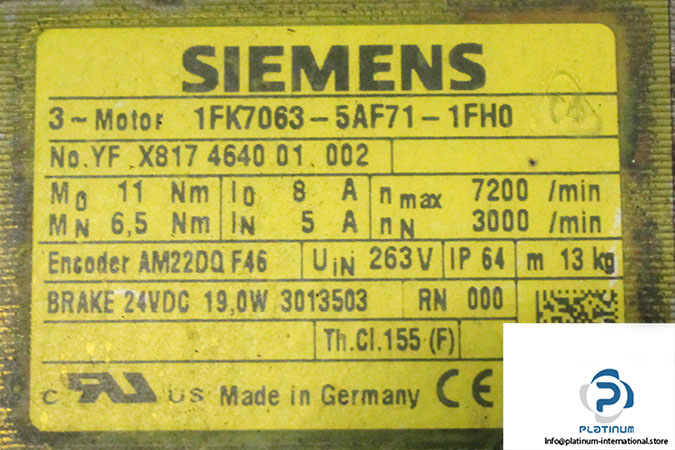 SIEMENS
3~Motor 1FK7063-5AF71-1FH0
No.YF X817 4640 01 002
M0 11 Nm I0 8 A nmax 7200 /min
MN 6,5 Nm IN 5 A nN 3000 /min
Encoder AM22DQ F46 UIN 263V IP 64 m 13 kg
BRAKE 24VDC 19,0W 3013503 RN 000
Th.Cl.155 (F)
c RU US Made in Germany CE
PLATINUM
Info@platinum-international.store